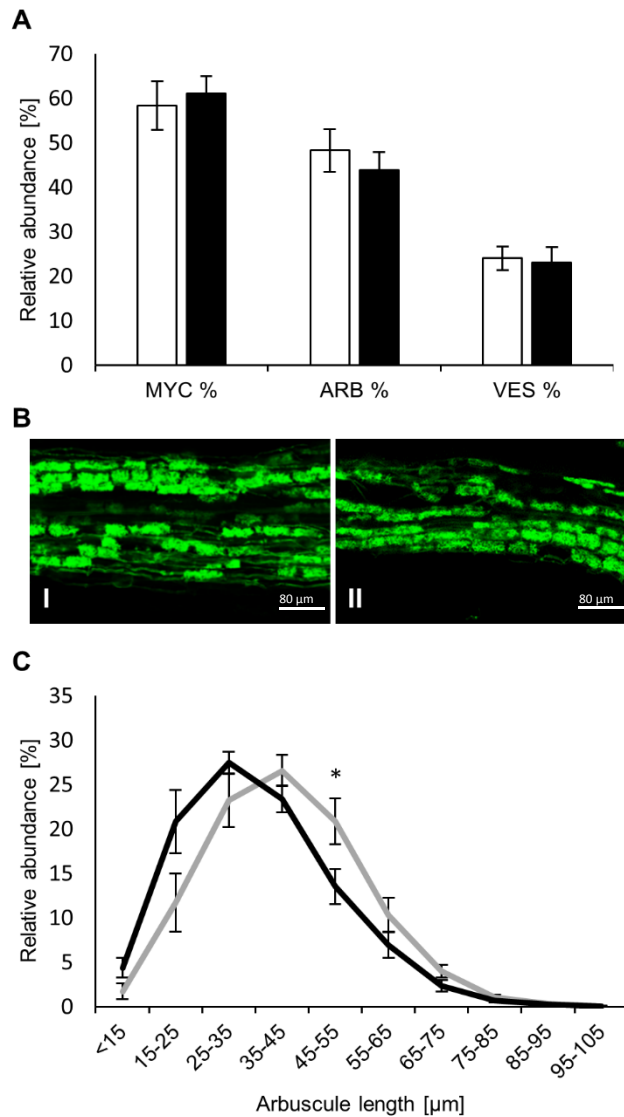 A
Relative abundance [%]
70
60
50
40
30
20
10
0
MYC %
ARB %
VES %
B
I
80 µm
II
80 µm
C
Relative abundance [%]
35
30
25
20
15
10
5
0
*
<15
15-25
25-35
35-45
45-55
55-65
65-75
75-85
85-95
95-105
Arbuscule length [µm]